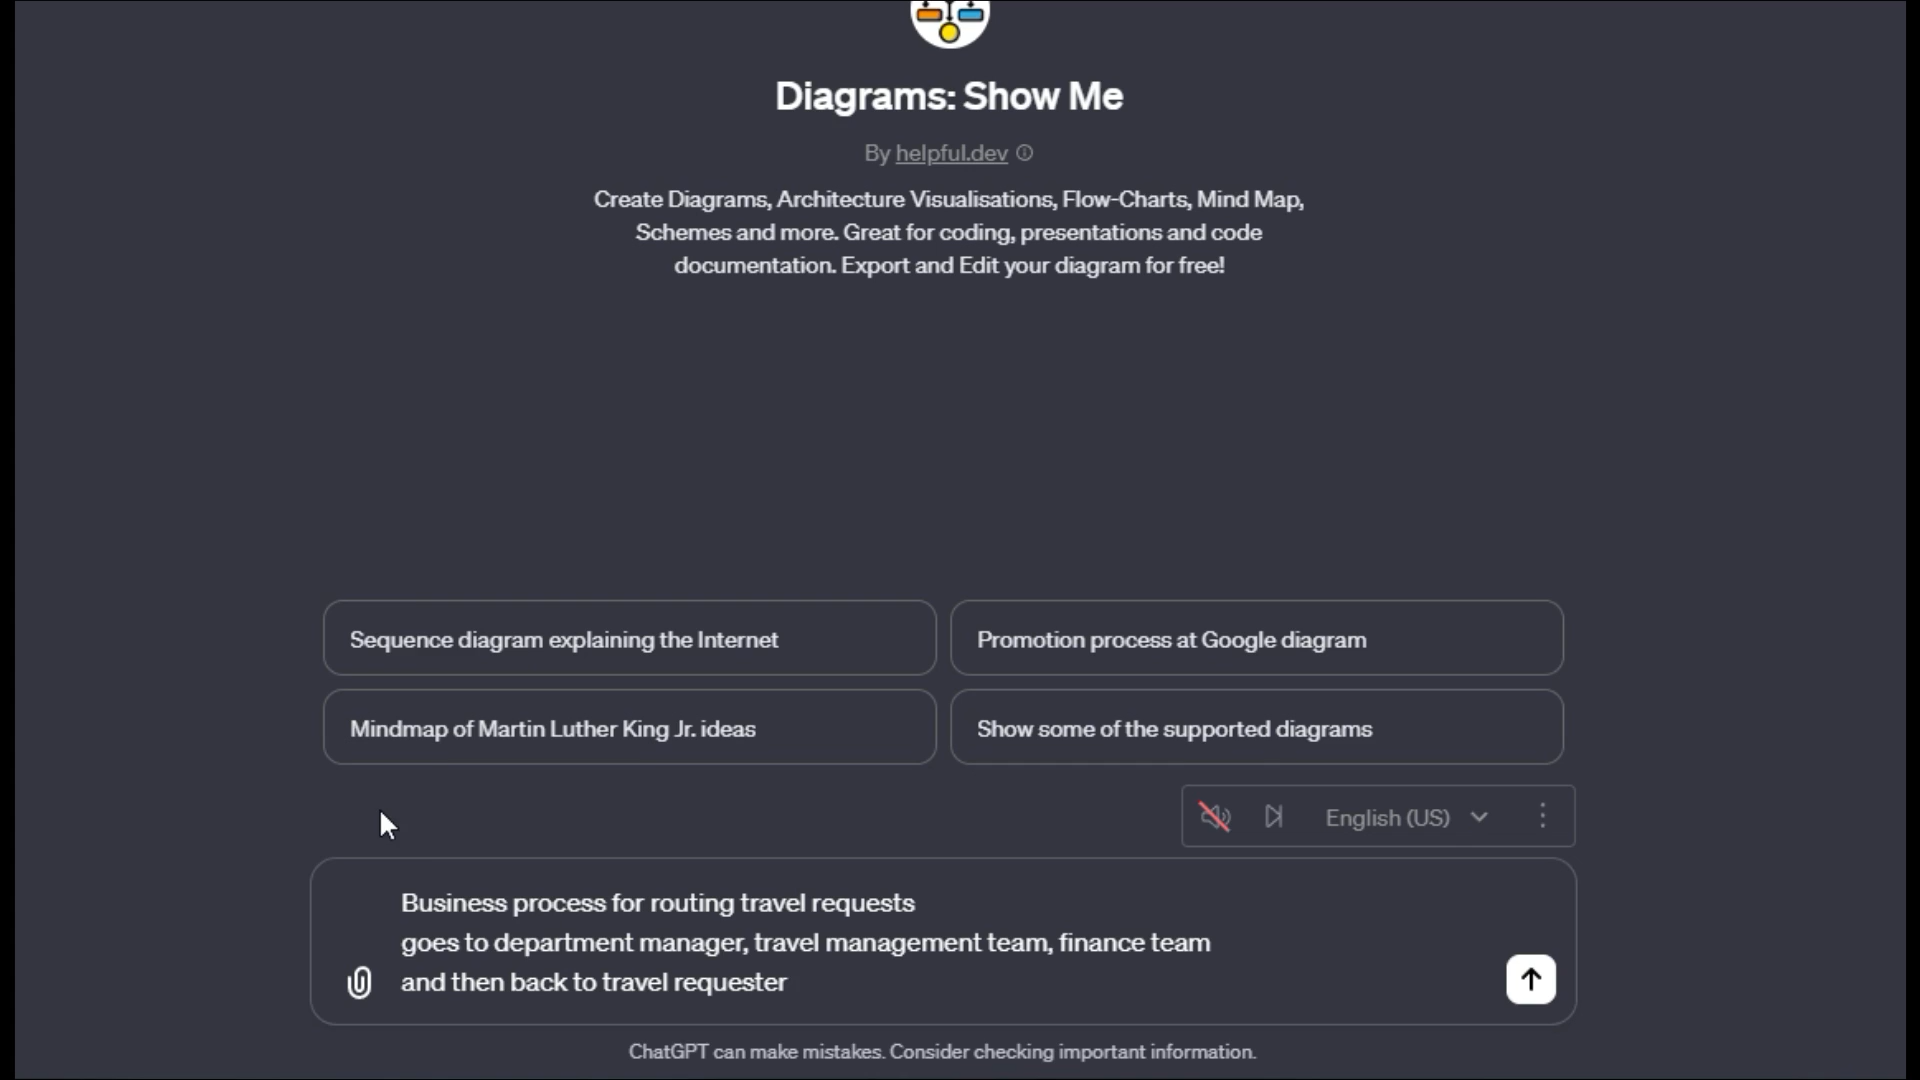 Diagrams: Show Me
By helpful.dev
Create Diagrams, Architecture Visualisations, Flow-Charts, Mind Map,
Schemes and more. Great for coding, presentations and code
documentation. Export and Edit your diagram for free!
Sequence diagram explaining the Internet
Promotion process at Google diagram
Mindmap of Martin Luther King Jr. ideas
Show some of the supported diagrams
English (US)
Business process for routing travel requests
goes to department manager, travel management team, finance team
and then back to travel requester
ChatGPT can make mistakes. Consider checking important information.